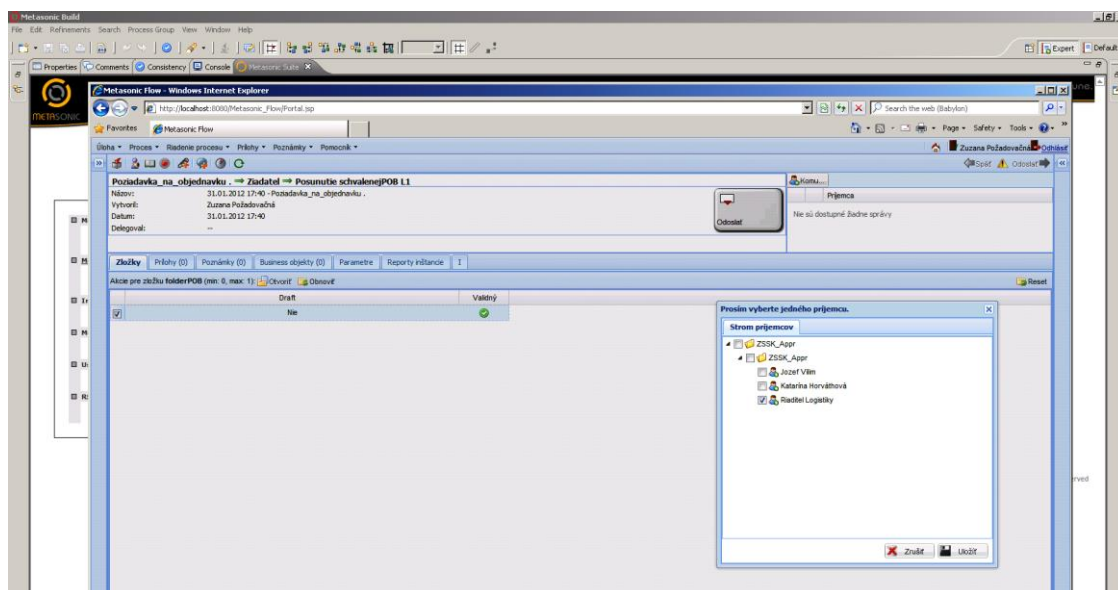 Metasonic Build
File Edit Refinements Search Process Group View Window Help
Expert Default
Properties Comments Consistency Console Metasonic Suite
METASONIC
Metasonic Flow - Windows Internet Explorer
http://localhost:8080/Metasonic_Flow/Portal.jsp
Search the web (Babylon)
Favorites Metasonic Flow
Page Safety Tools
Úloha Proces Riadenie procesu Prílohy Poznámky Pomocník
Zuzana Požadovačná Odhlásiť
Späť Odoslať
Poziadavka_na_objednavku . Ziadatel Posunutie schvalenejPOB L1
Názov: 31.01.2012 17:40 - Poziadavka_na_objednavku .
Vytvoril: Zuzana Požadovačná
Datum: 31.01.2012 17:40
Delegoval: --
Odoslať
Komu...
Príjemca
Nie sú dostupné žiadne správy
Zložky Prílohy (0) Poznámky (0) Business objekty (0) Parametre Reporty inštancie I
Akcie pre zložku folderPOB (min: 0, max: 1): Otvoriť Obnoviť
Reset
Draft Validný
Nie
Prosím vyberte jedného príjemcu.
Strom príjemcov
ZSSK_Appr
ZSSK_Appr
Jozef Vilim
Katarína Horváthová
Riaditel Logistiky
Zrušiť Uložiť